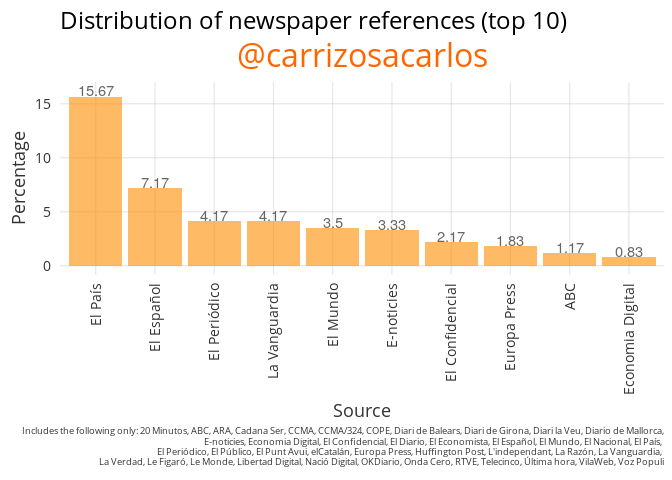 Distribution of newspaper references (top 10)
@carrizosacarlos
Percentage
15
10
5
0
15.67
7.17
4.17
4.17
3.5
3.33
2.17
1.83
1.17
0.83
El País
El Español
El Periódico
La Vanguardia
El Mundo
E-noticies
El Confidencial
Europa Press
ABC
Economia Digital
Source
Includes the following only: 20 Minutos, ABC, ARA, Cadana Ser, CCMA, CCMA/324, COPE, Diari de Balears, Diari de Girona, Diari la Veu, Diario de Mallorca,
E-noticies, Economia Digital, El Confidencial, El Diario, El Economista, El Español, El Mundo, El Nacional, El País,
El Periódico, El Público, El Punt Avui, elCatalán, Europa Press, Huffington Post, L'independant, La Razón, La Vanguardia,
La Verdad, Le Figaró, Le Monde, Libertad Digital, Nació Digital, OKDiario, Onda Cero, RTVE, Telecinco, Última hora, VilaWeb, Voz Populi